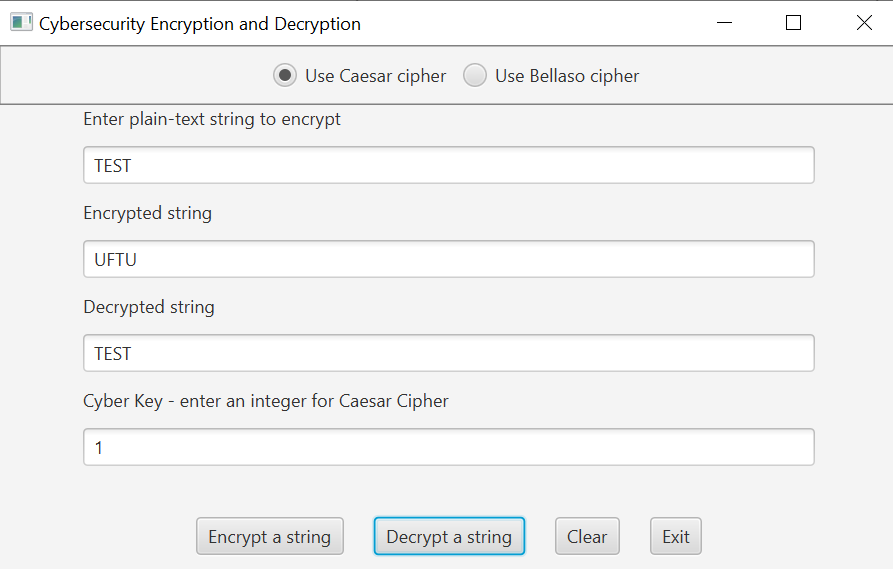 Cybersecurity Encryption and Decryption
Use Caesar cipher Use Bellaso cipher
Enter plain-text string to encrypt
TEST
Encrypted string
UFTU
Decrypted string
TEST
Cyber Key - enter an integer for Caesar Cipher
1
Encrypt a string Decrypt a string Clear Exit